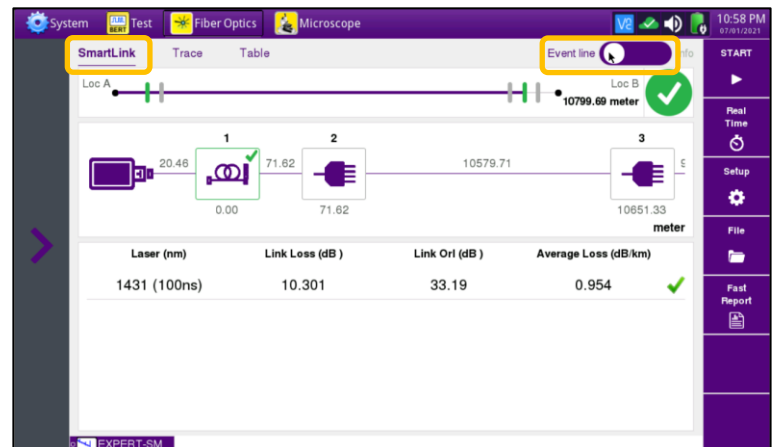 System BERT Test Fiber Optics Microscope V2 10:58 PM
07/01/2021
SmartLink Trace Table Event line nfo START
Loc A Loc B
10799.69 meter
Real
Time
1 2 3
20.46 71.62 10579.71 9
Setup
0.00 71.62 10651.33
meter
File
Laser (nm) Link Loss (dB ) Link Orl (dB ) Average Loss (dB/km)
1431 (100ns) 10.301 33.19 0.954
Fast
Report
EXPERT-SM